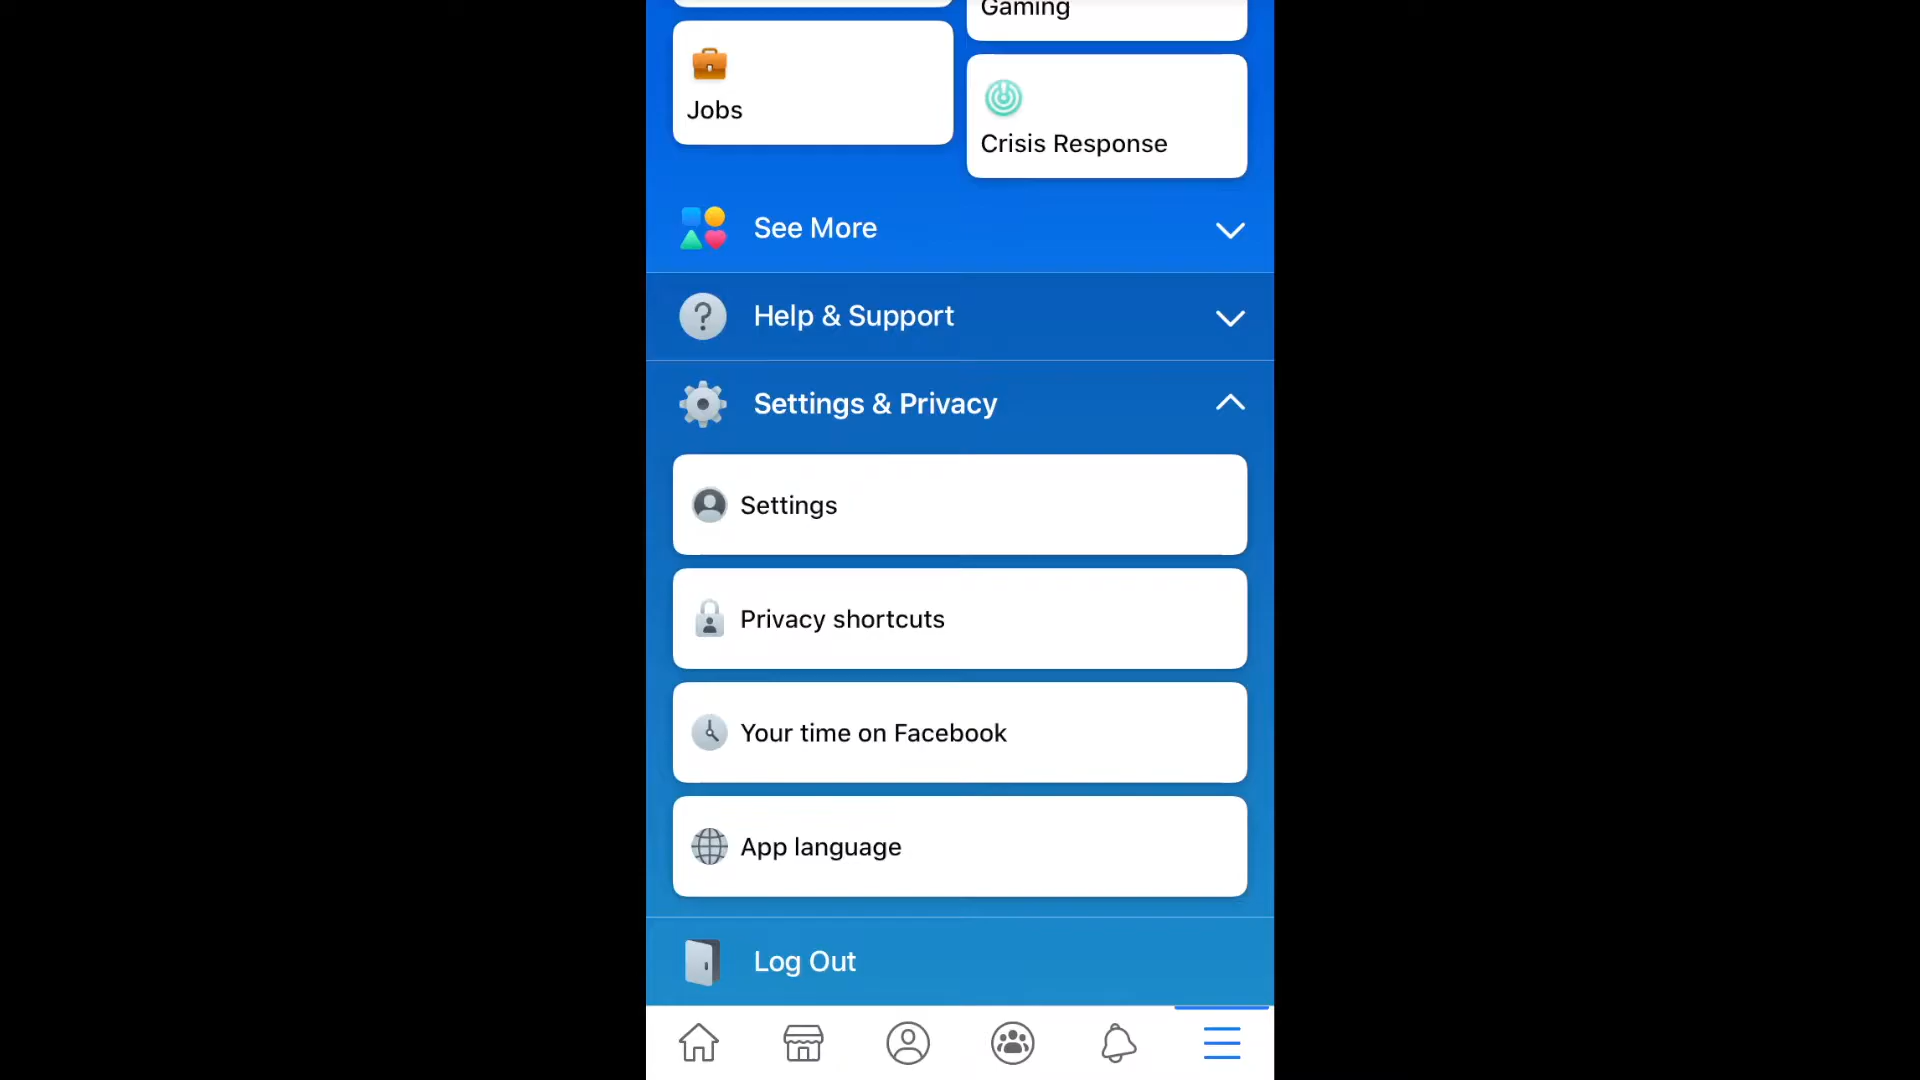 Gaming
Jobs
Crisis Response
See More
Help & Support
Settings & Privacy
Settings
Privacy shortcuts
Your time on Facebook
App language
Log Out